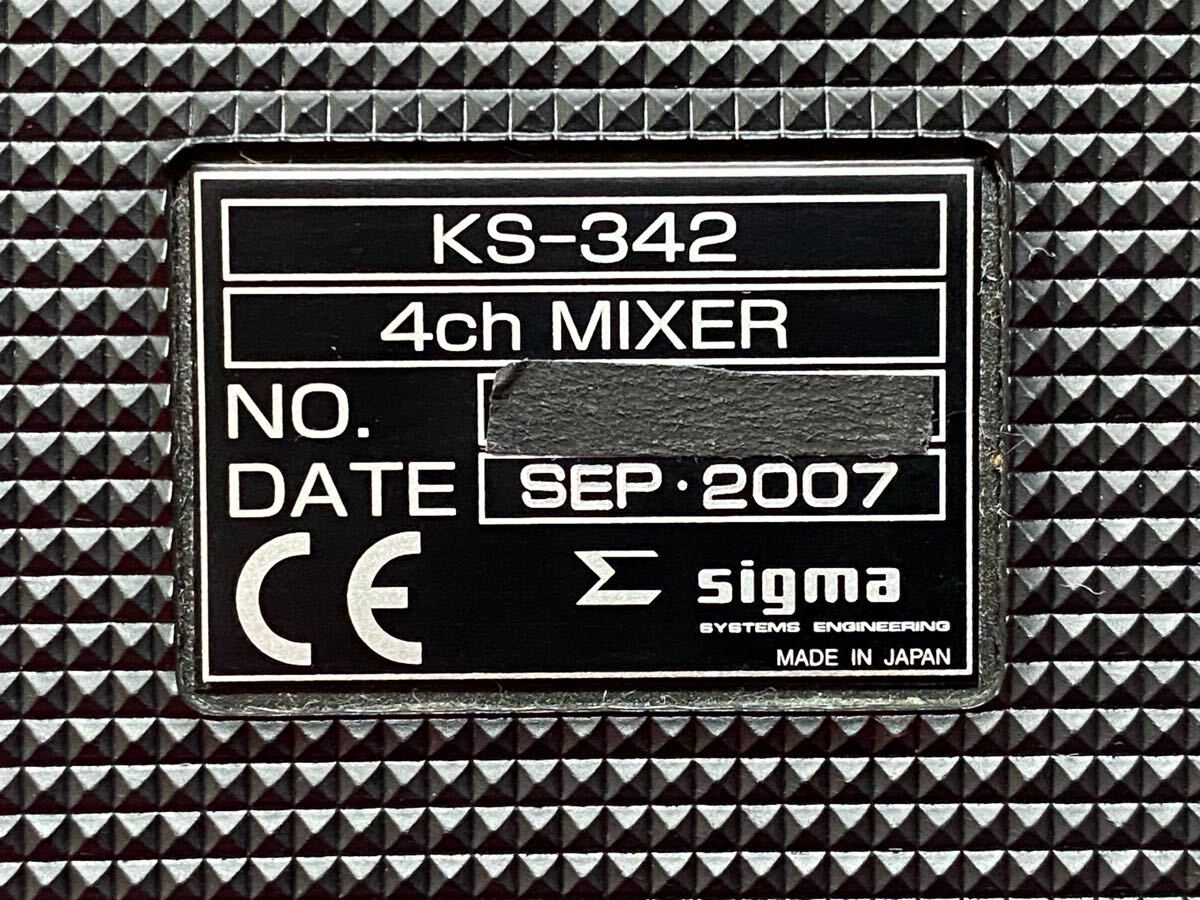 KS-342
4ch MIXER
NO.
DATE SEP・2007
CE Σ sigma
SYSTEMS ENGINEERING
MADE IN JAPAN